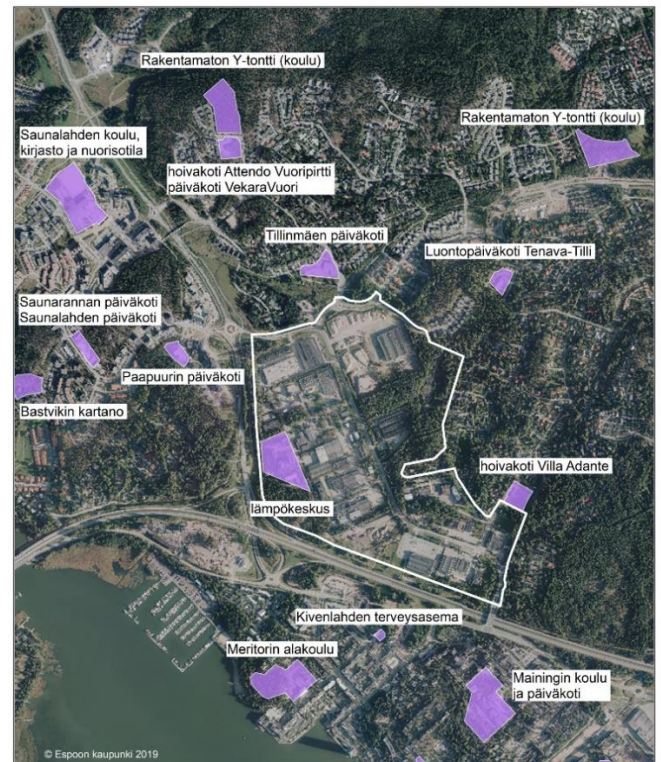 Rakentamaton Y-tontti (koulu)
Saunalahden koulu,
kirjasto ja nuorisotila
Rakentamaton Y-tontti (koulu)
hoivakoti Attendo Vuoripirtti
päiväkoti VekaraVuori
Tillinmäen päiväkoti
Luontopäiväkoti Tenava-Tilli
Saunarannan päiväkoti
Saunalahden päiväkoti
Paapuurin päiväkoti
Bastvikin kartano
hoivakoti Villa Adante
lämpökeskus
Kivenlahden terveysasema
Meritorin alakoulu
Mainingin koulu
ja päiväkoti
© Espoon kaupunki 2019